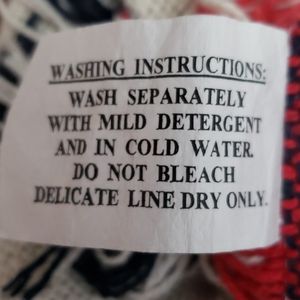 WASHING INSTRUCTIONS:
WASH SEPARATELY
WITH MILD DETERGENT
AND IN COLD WATER.
DO NOT BLEACH
DELICATE LINE DRY ONLY.